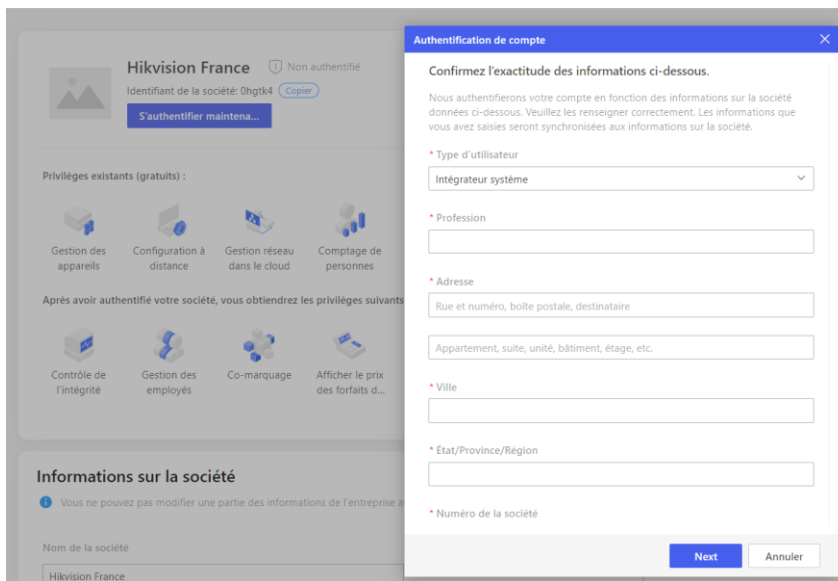 Hikvision France
Non authentifié
Identifiant de la société: 0hgtk4
Copier
S'authentifier maintena...
Privilèges existants (gratuits) :
Gestion des appareils
Configuration à distance
Gestion réseau dans le cloud
Comptage de personnes
Après avoir authentifié votre société, vous obtiendrez les privilèges suivants
Contrôle de l'intégrité
Gestion des employés
Co-marquage
Afficher le prix des forfaits d...
Informations sur la société
Vous ne pouvez pas modifier une partie des informations de l'entreprise a
Nom de la société
Hikvision France
Authentification de compte
Confirmez l'exactitude des informations ci-dessous.
Nous authentifierons votre compte en fonction des informations sur la société
données ci-dessous. Veuillez les renseigner correctement. Les informations que
vous avez saisies seront synchronisées aux informations sur la société.
* Type d'utilisateur
Intégrateur système
* Profession
* Adresse
Rue et numéro, boîte postale, destinataire
Appartement, suite, unité, bâtiment, étage, etc.
* Ville
* État/Province/Région
* Numéro de la société
Next
Annuler